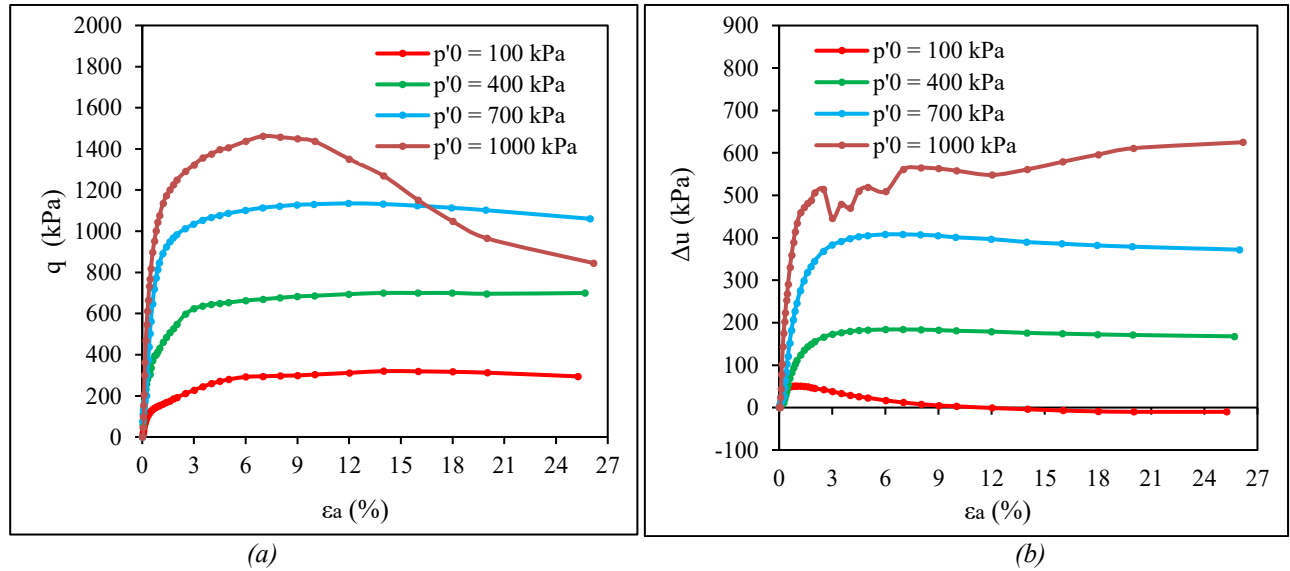 2000
1800
1600
1400
1200
1000
800
600
400
200
0
q (kPa)
p'0 = 100 kPa
p'0 = 400 kPa
p'0 = 700 kPa
p'0 = 1000 kPa
0 3 6 9 12 15 18 21 24 27
εa (%)
(a)
900
800
700
600
500
400
300
200
100
0
-100
Δu (kPa)
p'0 = 100 kPa
p'0 = 400 kPa
p'0 = 700 kPa
p'0 = 1000 kPa
0 3 6 9 12 15 18 21 24 27
εa (%)
(b)